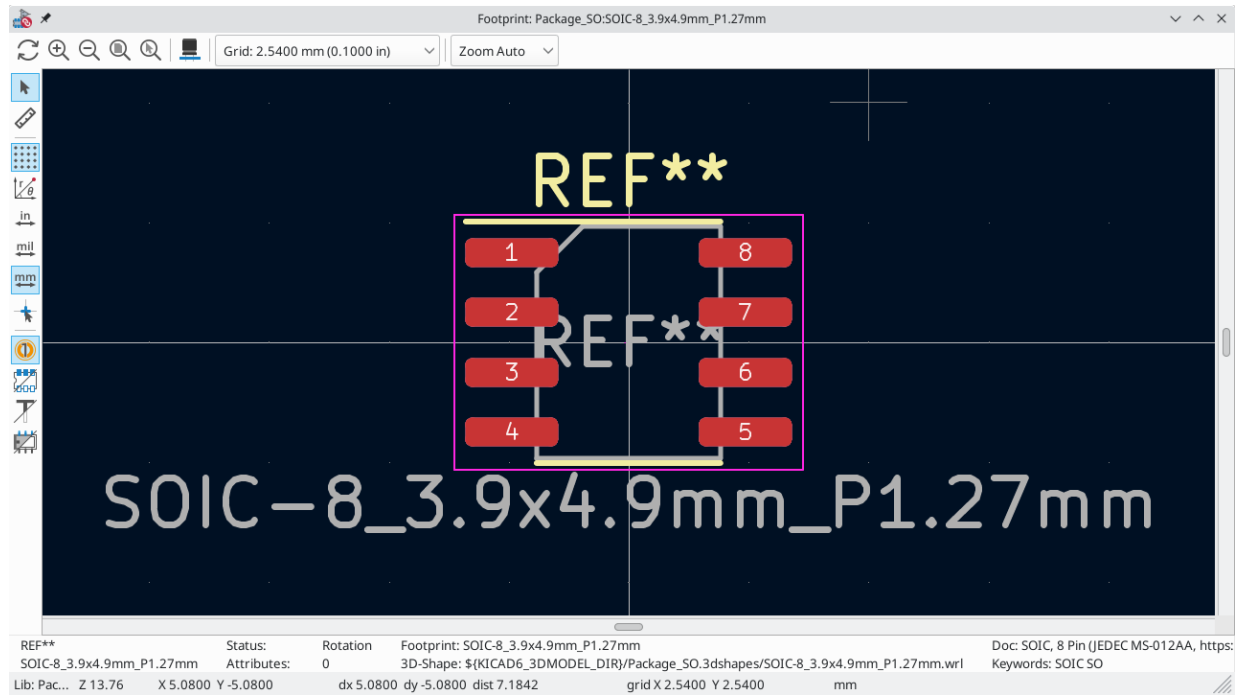 Footprint: Package_SO:SOIC-8_3.9x4.9mm_P1.27mm
Grid: 2.5400 mm (0.1000 in)
Zoom Auto
in
mil
mm
REF**
1 8
2 7
REF**
3 6
4 5
SOIC-8_3.9x4.9mm_P1.27mm
REF** Status: Rotation Footprint: SOIC-8_3.9x4.9mm_P1.27mm Doc: SOIC, 8 Pin (JEDEC MS-012AA, https:
SOIC-8_3.9x4.9mm_P1.27mm Attributes: 0 3D-Shape: ${KICAD6_3DMODEL_DIR}/Package_SO.3dshapes/SOIC-8_3.9x4.9mm_P1.27mm.wrl Keywords: SOIC SO
Lib: Pac... Z 13.76 X 5.0800 Y -5.0800 dx 5.0800 dy -5.0800 dist 7.1842 grid X 2.5400 Y 2.5400 mm